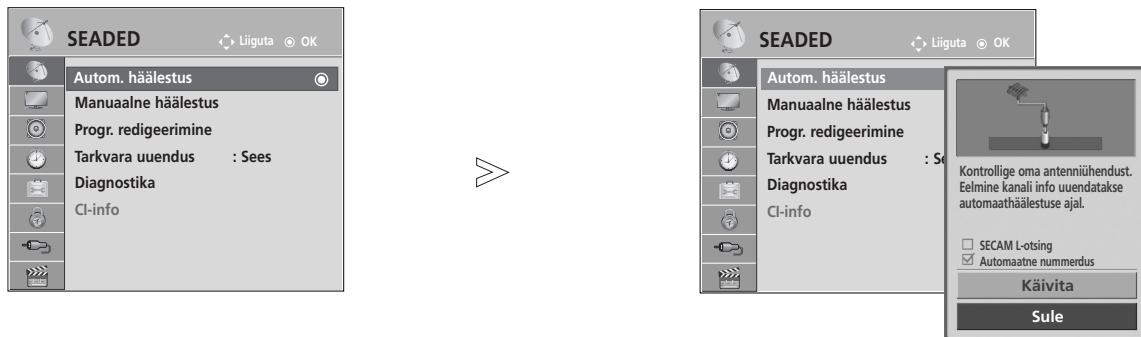 SEADED Liiguta OK
Autom. häälestus
Manuaalne häälestus
Progr. redigeerimine
Tarkvara uuendus : Sees
Diagnostika
CI-info
SEADED Liiguta OK
Autom. häälestus
Manuaalne häälestus
Progr. redigeerimine
Tarkvara uuendus : Se
Diagnostika
CI-info
Kontrollige oma antenniühendust.
Eelmine kanali info uuendatakse
automaathäälestuse ajal.
SECAM L-otsing
Automaatne nummerdus
Käivita
Sule